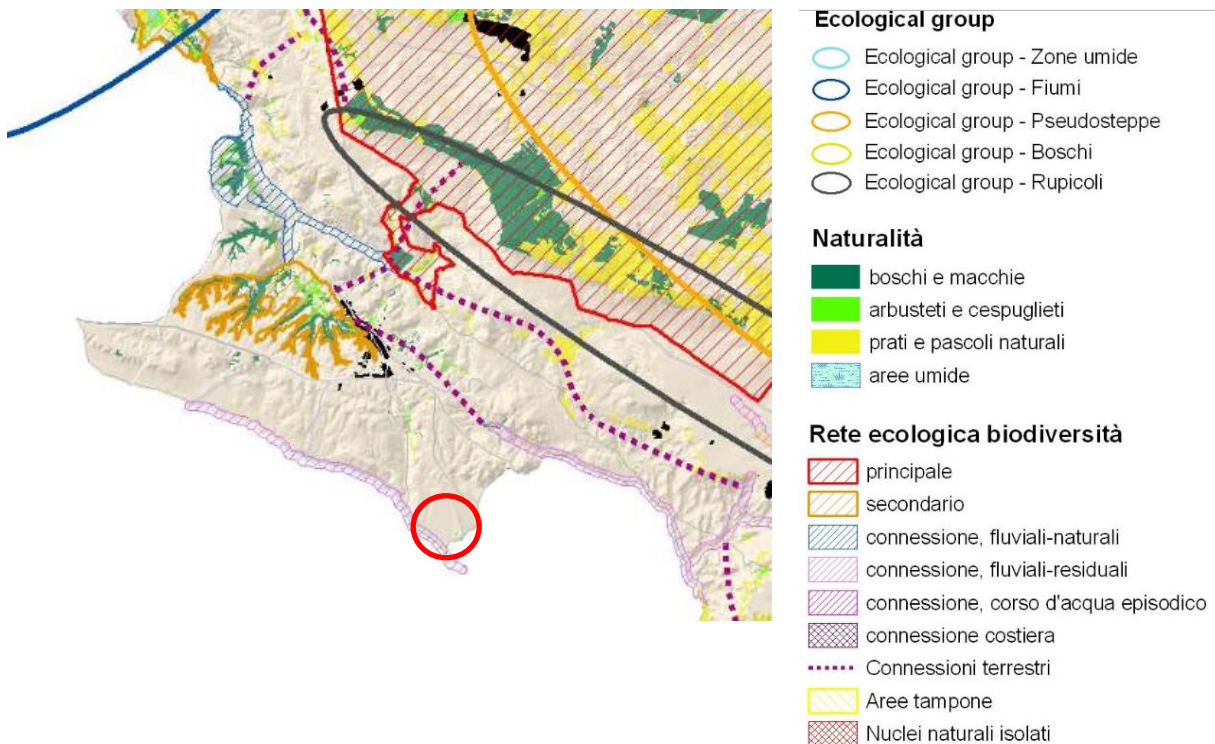 Ecological group
Ecological group - Zone umide
Ecological group - Fiumi
Ecological group - Pseudosteppe
Ecological group - Boschi
Ecological group - Rupicoli
Naturalità
boschi e macchie
arbusteti e cespuglieti
prati e pascoli naturali
aree umide
Rete ecologica biodiversità
principale
secondario
connessione, fluviali-naturali
connessione, fluviali-residuali
connessione, corso d'acqua episodico
connessione costiera
Connessioni terrestri
Aree tampone
Nuclei naturali isolati